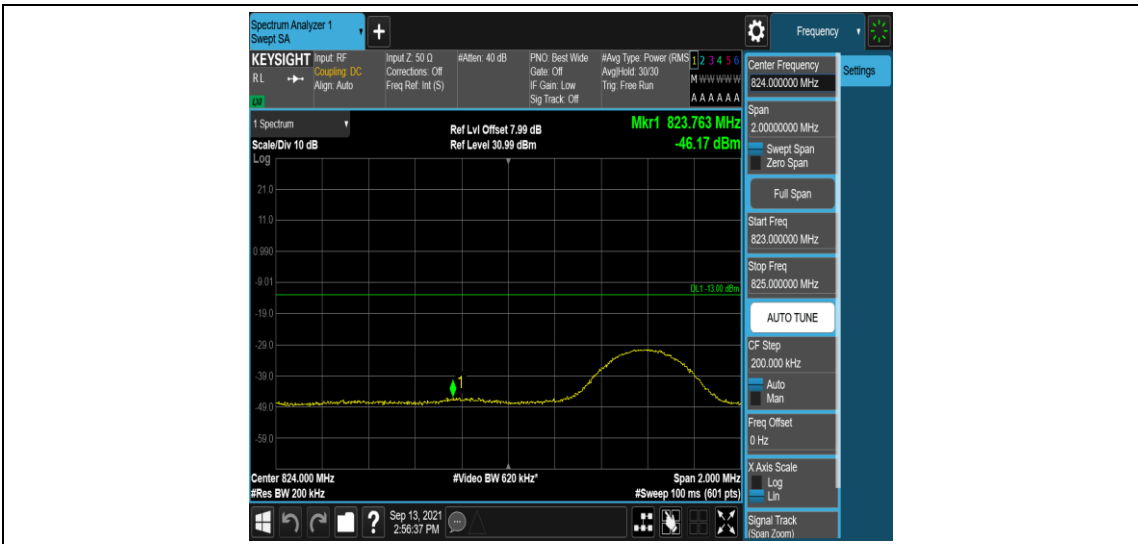 Spectrum Analyzer 1
Swept SA
+
Frequency
KEYSIGHT
RL
LXI
Input: RF
Coupling: DC
Align: Auto
Input Z: 50 Ω
Corrections: Off
Freq Ref: Int (S)
#Atten: 40 dB
PNO: Best Wide
Gate: Off
IF Gain: Low
Sig Track: Off
#Avg Type: Power (RMS
Avg|Hold: 30/30
Trig: Free Run
1 2 3 4 5 6
M W W W W W
A A A A A A
Center Frequency
824.000000 MHz
Settings
Span
2.00000000 MHz
Swept Span
Zero Span
Full Span
Start Freq
823.000000 MHz
Stop Freq
825.000000 MHz
AUTO TUNE
CF Step
200.000 kHz
Auto
Man
Freq Offset
0 Hz
X Axis Scale
Log
Lin
Signal Track
(Span Zoom)
1 Spectrum
Scale/Div 10 dB
Log
Ref Lvl Offset 7.99 dB
Ref Level 30.99 dBm
Mkr1 823.763 MHz
-46.17 dBm
21.0
11.0
0.990
-9.01
DL1 -13.00 dBm
-19.0
-29.0
-39.0
1
-49.0
-59.0
Center 824.000 MHz
#Video BW 620 kHz*
Span 2.000 MHz
#Res BW 200 kHz
#Sweep 100 ms (601 pts)
?
Sep 13, 2021
2:56:37 PM